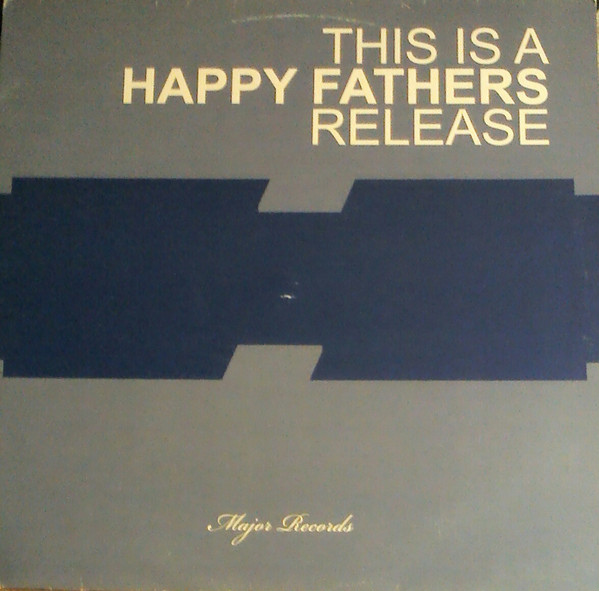 THIS IS A
HAPPY FATHERS
RELEASE
Major Records